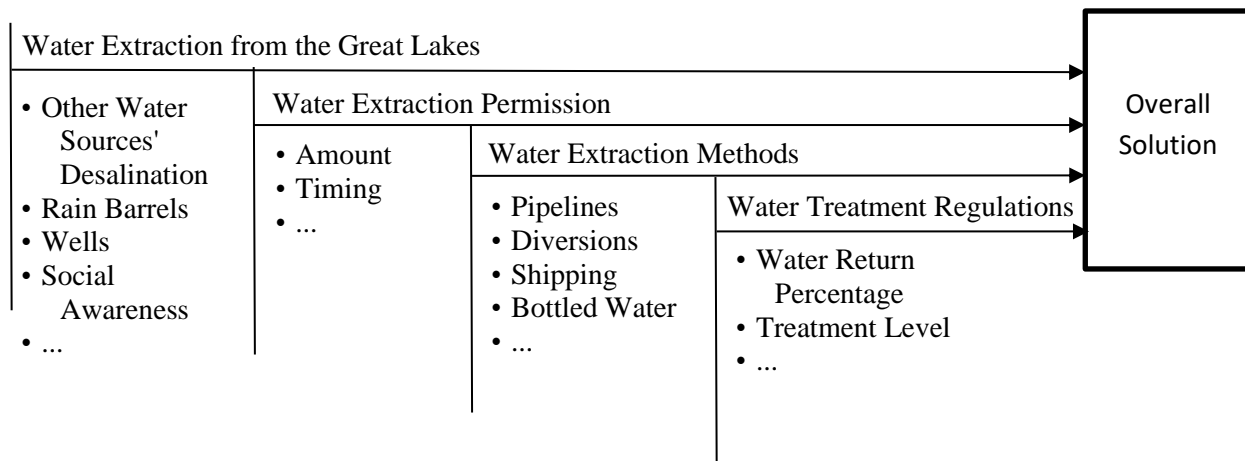 Water Extraction from the Great Lakes
• Other Water
Sources'
Desalination
• Rain Barrels
• Wells
• Social
Awareness
• ...
Water Extraction Permission
• Amount
• Timing
• ...
Water Extraction Methods
• Pipelines
• Diversions
• Shipping
• Bottled Water
• ...
Water Treatment Regulations
• Water Return
Percentage
• Treatment Level
• ...
Overall
Solution